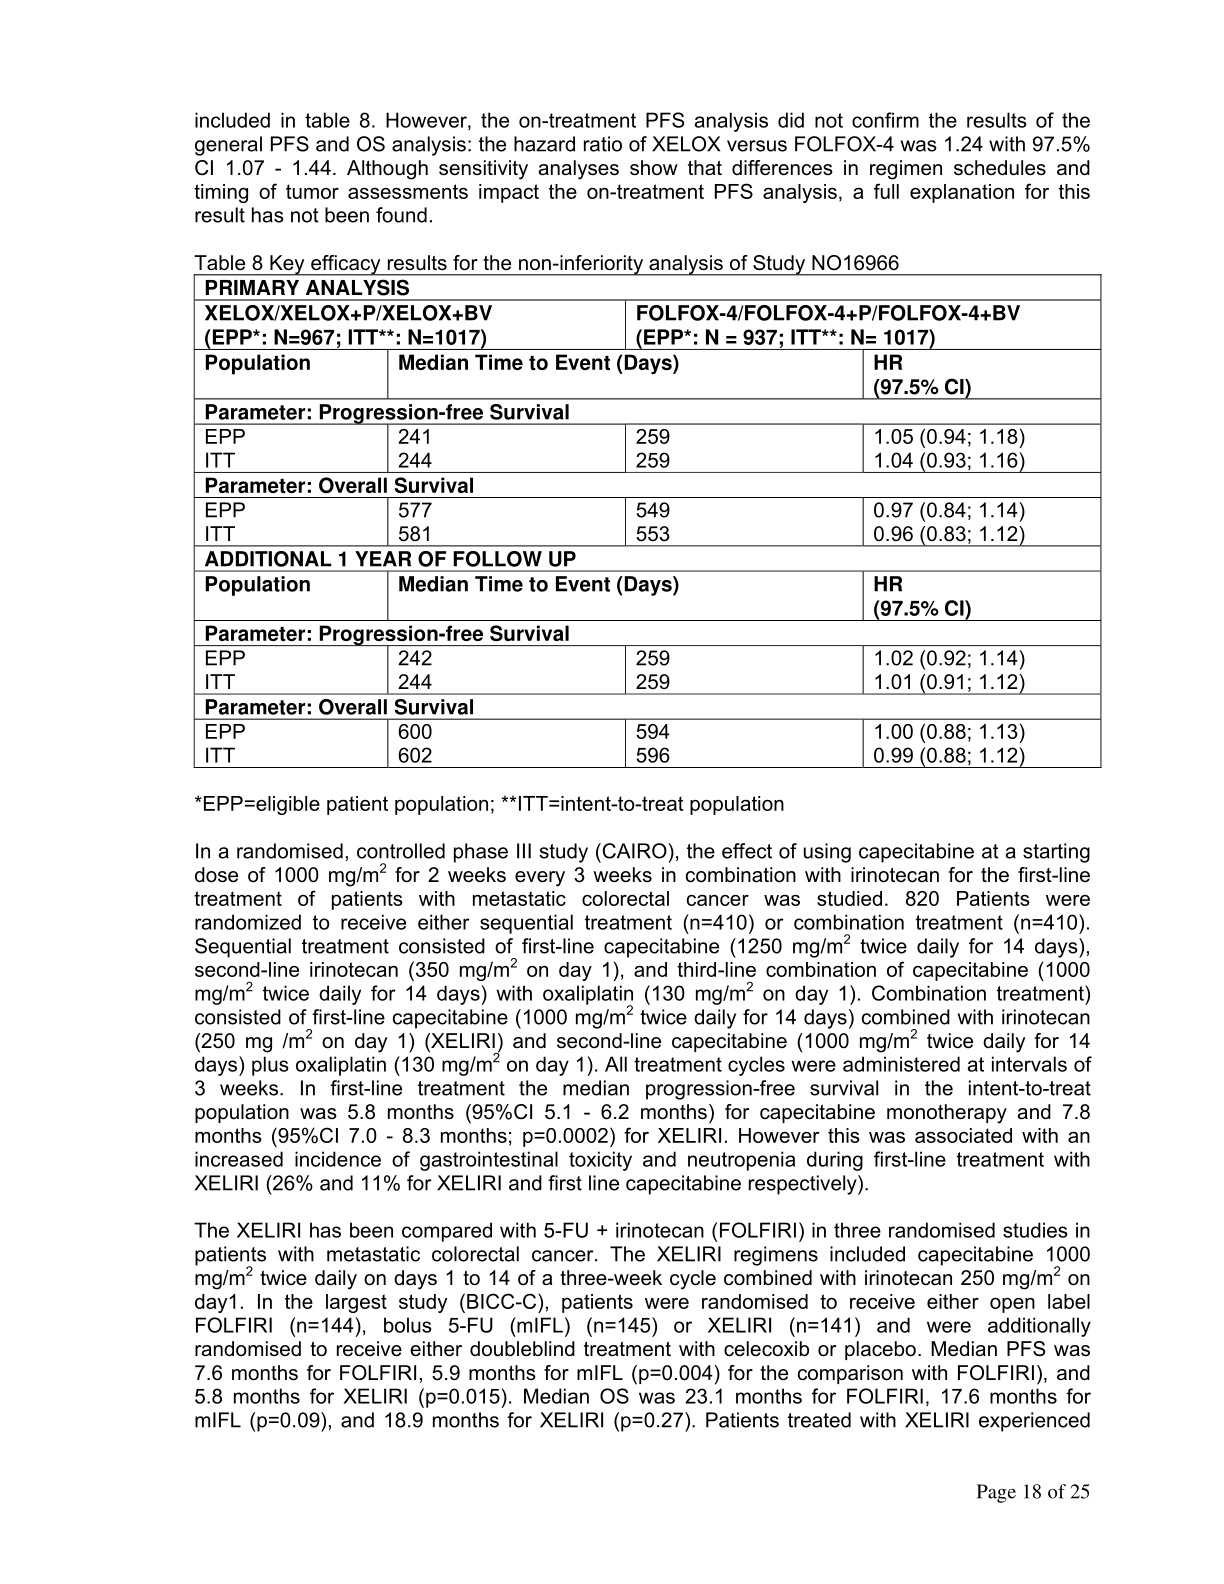 included in table 8. However, the on-treatment PFS analysis did not confirm the results of the
general PFS and OS analysis: the hazard ratio of XELOX versus FOLFOX-4 was 1.24 with 97.5%
CI 1.07 - 1.44. Although sensitivity analyses show that differences in regimen schedules and
timing of tumor assessments impact the on-treatment PFS analysis, a full explanation for this
result has not been found.
Table 8 Key efficacy results for the non-inferiority analysis of Study NO16966
PRIMARY ANALYSIS
XELOX/XELOX+P/XELOX+BV FOLFOX-4/FOLFOX-4+P/FOLFOX-4+BV
(EPP*: N=967; ITT**: N=1017) (EPP*: N = 937; ITT**: N= 1017)
Population Median Time to Event (Days) HR
(97.5% CI)
Parameter: Progression-free Survival
EPP 241 259 1.05 (0.94; 1.18)
ITT 244 259 1.04 (0.93; 1.16)
Parameter: Overall Survival
EPP 577 549 0.97 (0.84; 1.14)
ITT 581 553 0.96 (0.83; 1.12)
ADDITIONAL 1 YEAR OF FOLLOW UP
Population Median Time to Event (Days) HR
(97.5% CI)
Parameter: Progression-free Survival
EPP 242 259 1.02 (0.92; 1.14)
ITT 244 259 1.01 (0.91; 1.12)
Parameter: Overall Survival
EPP 600 594 1.00 (0.88; 1.13)
ITT 602 596 0.99 (0.88; 1.12)
*EPP=eligible patient population; **ITT=intent-to-treat population
In a randomised, controlled phase III study (CAIRO), the effect of using capecitabine at a starting
dose of 1000 mg/m² for 2 weeks every 3 weeks in combination with irinotecan for the first-line
treatment of patients with metastatic colorectal cancer was studied. 820 Patients were
randomized to receive either sequential treatment (n=410) or combination treatment (n=410).
Sequential treatment consisted of first-line capecitabine (1250 mg/m² twice daily for 14 days),
second-line irinotecan (350 mg/m² on day 1), and third-line combination of capecitabine (1000
mg/m² twice daily for 14 days) with oxaliplatin (130 mg/m² on day 1). Combination treatment)
consisted of first-line capecitabine (1000 mg/m² twice daily for 14 days) combined with irinotecan
(250 mg /m² on day 1) (XELIRI) and second-line capecitabine (1000 mg/m² twice daily for 14
days) plus oxaliplatin (130 mg/m² on day 1). All treatment cycles were administered at intervals of
3 weeks. In first-line treatment the median progression-free survival in the intent-to-treat
population was 5.8 months (95%CI 5.1 - 6.2 months) for capecitabine monotherapy and 7.8
months (95%CI 7.0 - 8.3 months; p=0.0002) for XELIRI. However this was associated with an
increased incidence of gastrointestinal toxicity and neutropenia during first-line treatment with
XELIRI (26% and 11% for XELIRI and first line capecitabine respectively).
The XELIRI has been compared with 5-FU + irinotecan (FOLFIRI) in three randomised studies in
patients with metastatic colorectal cancer. The XELIRI regimens included capecitabine 1000
mg/m² twice daily on days 1 to 14 of a three-week cycle combined with irinotecan 250 mg/m² on
day1. In the largest study (BICC-C), patients were randomised to receive either open label
FOLFIRI (n=144), bolus 5-FU (mIFL) (n=145) or XELIRI (n=141) and were additionally
randomised to receive either doubleblind treatment with celecoxib or placebo. Median PFS was
7.6 months for FOLFIRI, 5.9 months for mIFL (p=0.004) for the comparison with FOLFIRI), and
5.8 months for XELIRI (p=0.015). Median OS was 23.1 months for FOLFIRI, 17.6 months for
mIFL (p=0.09), and 18.9 months for XELIRI (p=0.27). Patients treated with XELIRI experienced
Page 18 of 25